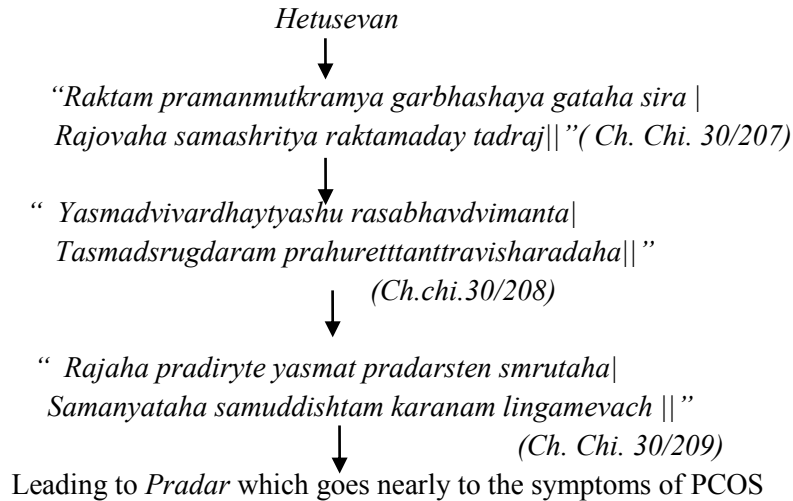 Hetusevan
“Raktam pramanmutkramya garbhashaya gataha sira |
Rajovaha samashritya raktamaday tadraj||”( Ch. Chi. 30/207)
“ Yasmadvivardhaytyashu rasabhavdvimanta|
Tasmadsrugdaram prahuretttanttravisharadaha||”
(Ch.chi.30/208)
“ Rajaha pradiryte yasmat pradarsten smrutaha|
Samanyataha samuddishtam karanam lingamevach ||”
(Ch. Chi. 30/209)
Leading to Pradar which goes nearly to the symptoms of PCOS